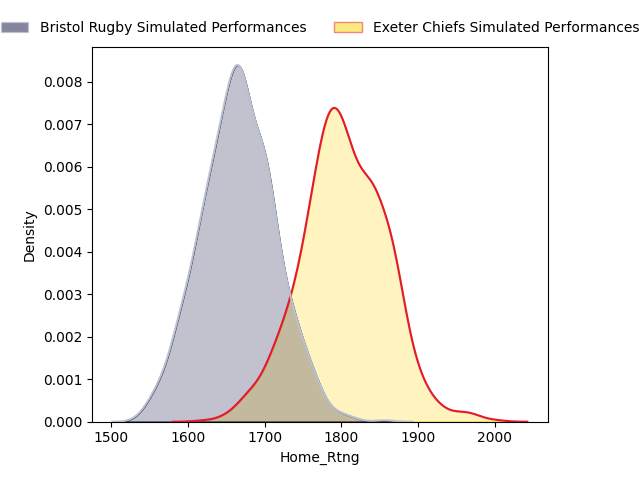 Bristol Rugby Simulated Performances Exeter Chiefs Simulated Performances
0.008
0.007
0.006
0.005
0.004
0.003
0.002
0.001
0.000
Density
1500 1600 1700 1800 1900 2000
Home_Rtng